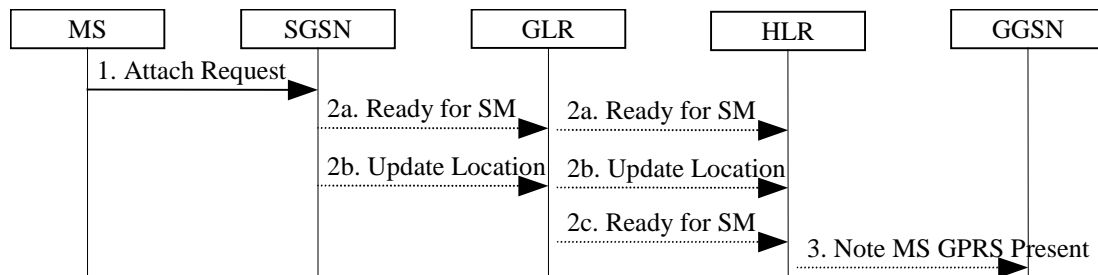 MS SGSN GLR HLR GGSN
1. Attach Request
2a. Ready for SM 2a. Ready for SM
2b. Update Location 2b. Update Location
2c. Ready for SM
3. Note MS GPRS Present